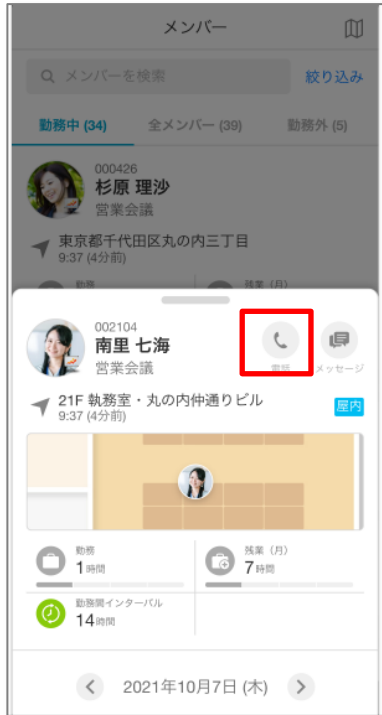 メンバー
メンバーを検索
絞り込み
勤務中 (34) 全メンバー (39) 勤務外 (5)
000426
杉原 理沙
営業会議
東京都千代田区丸の内三丁目
9:37 (4分前)
勤務 残業（月）
002104
南里 七海
営業会議
電話 メッセージ
21F 執務室・丸の内仲通りビル
9:37 (4分前)
屋内
勤務
1時間
残業（月）
7時間
勤務間インターバル
14時間
2021年10月7日 (木)